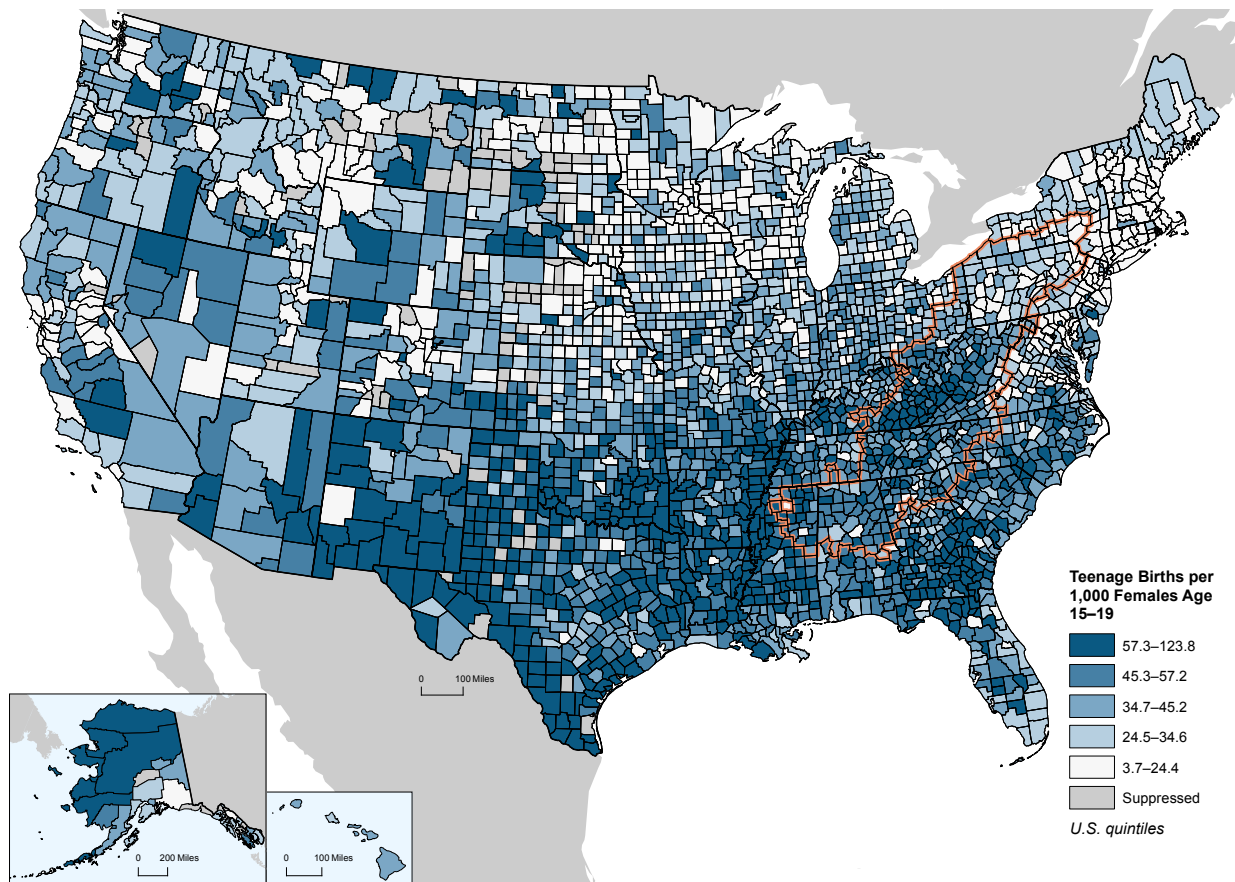 Teenage Births per
1,000 Females Age
15–19
57.3–123.8
45.3–57.2
34.7–45.2
24.5–34.6
3.7–24.4
Suppressed
U.S. quintiles
0 100 Miles
0 200 Miles
0 100 Miles